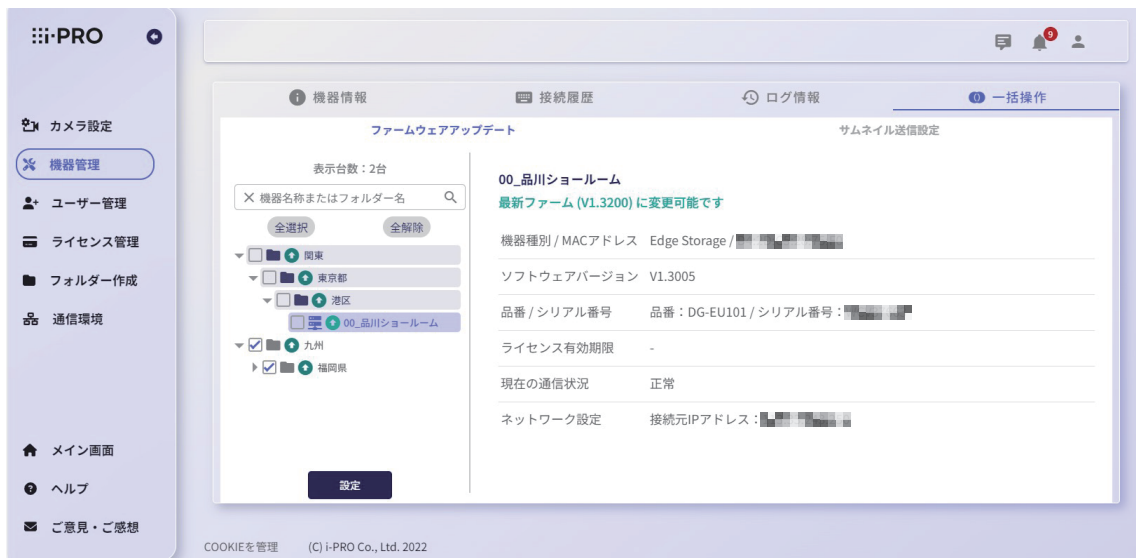 i-PRO
9
カメラ設定
機器管理
ユーザー管理
ライセンス管理
フォルダー作成
通信環境
メイン画面
ヘルプ
ご意見・ご感想
機器情報
接続履歴
ログ情報
一括操作
ファームウェアアップデート
サムネイル送信設定
表示台数：2台
機器名称またはフォルダー名
全選択
全解除
関東
東京都
港区
00_品川ショールーム
九州
福岡県
設定
00_品川ショールーム
最新ファーム (V1.3200) に変更可能です
機器種別 / MACアドレス Edge Storage /
ソフトウェアバージョン V1.3005
品番 / シリアル番号 品番：DG-EU101 / シリアル番号：
ライセンス有効期限 -
現在の通信状況 正常
ネットワーク設定 接続元IPアドレス：
COOKIEを管理 (C) i-PRO Co., Ltd. 2022